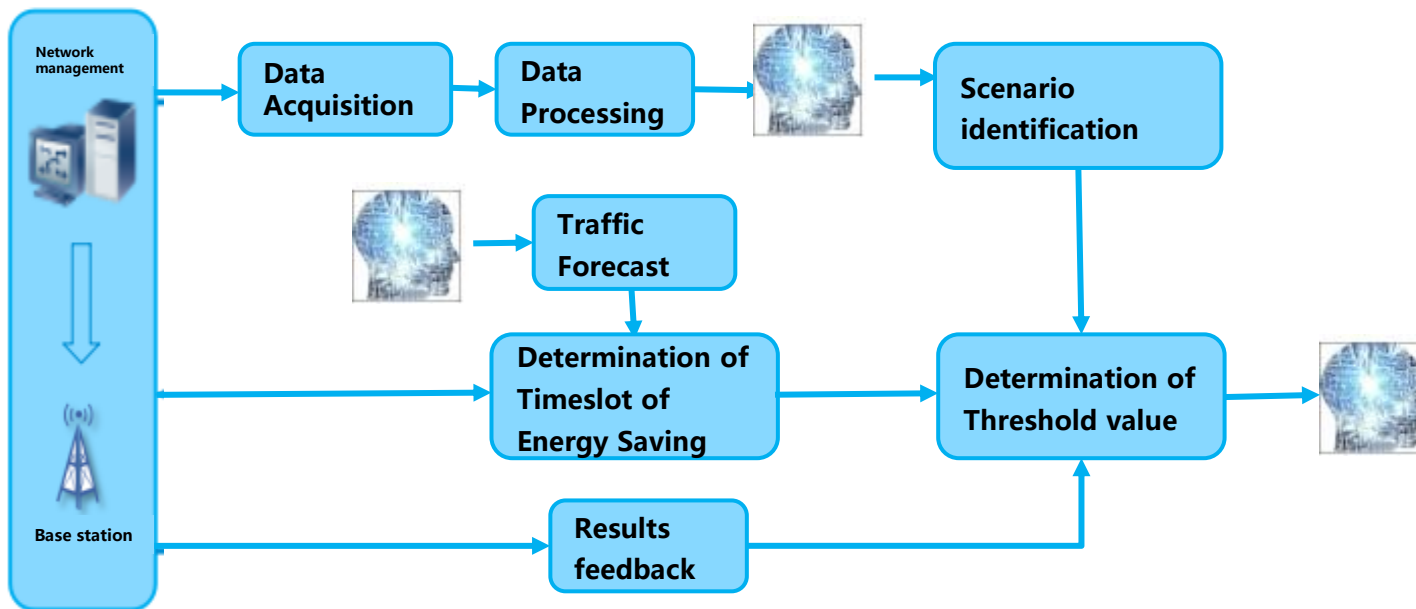 Network
management
Data
Acquisition
Data
Processing
Scenario
identification
Traffic
Forecast
Determination of
Timeslot of
Energy Saving
Determination of
Threshold value
Base station
Results
feedback